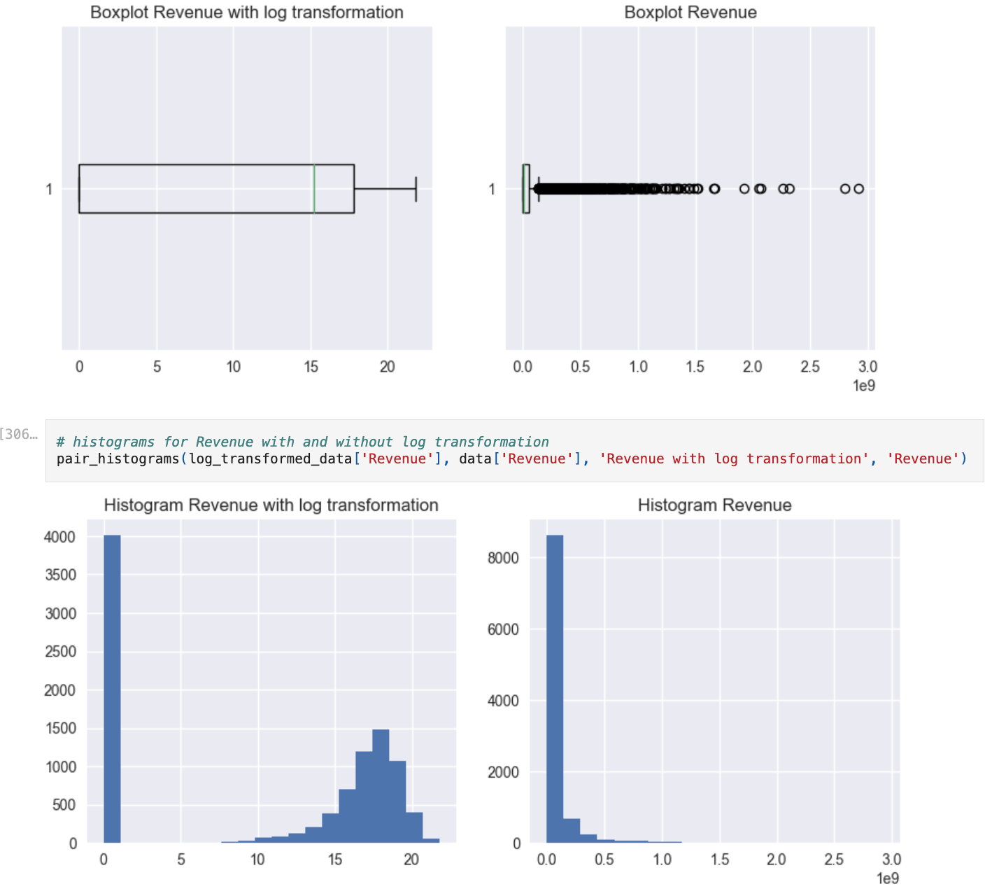 Boxplot Revenue with log transformation
Boxplot Revenue
1
1
0 5 10 15 20
0.0 0.5 1.0 1.5 2.0 2.5 3.0
1e9
[306…
# histograms for Revenue with and without log transformation
pair_histograms(log_transformed_data['Revenue'], data['Revenue'], 'Revenue with log transformation', 'Revenue')
Histogram Revenue with log transformation
Histogram Revenue
4000
3500
3000
2500
2000
1500
1000
500
0
0 5 10 15 20
8000
6000
4000
2000
0
0.0 0.5 1.0 1.5 2.0 2.5 3.0
1e9